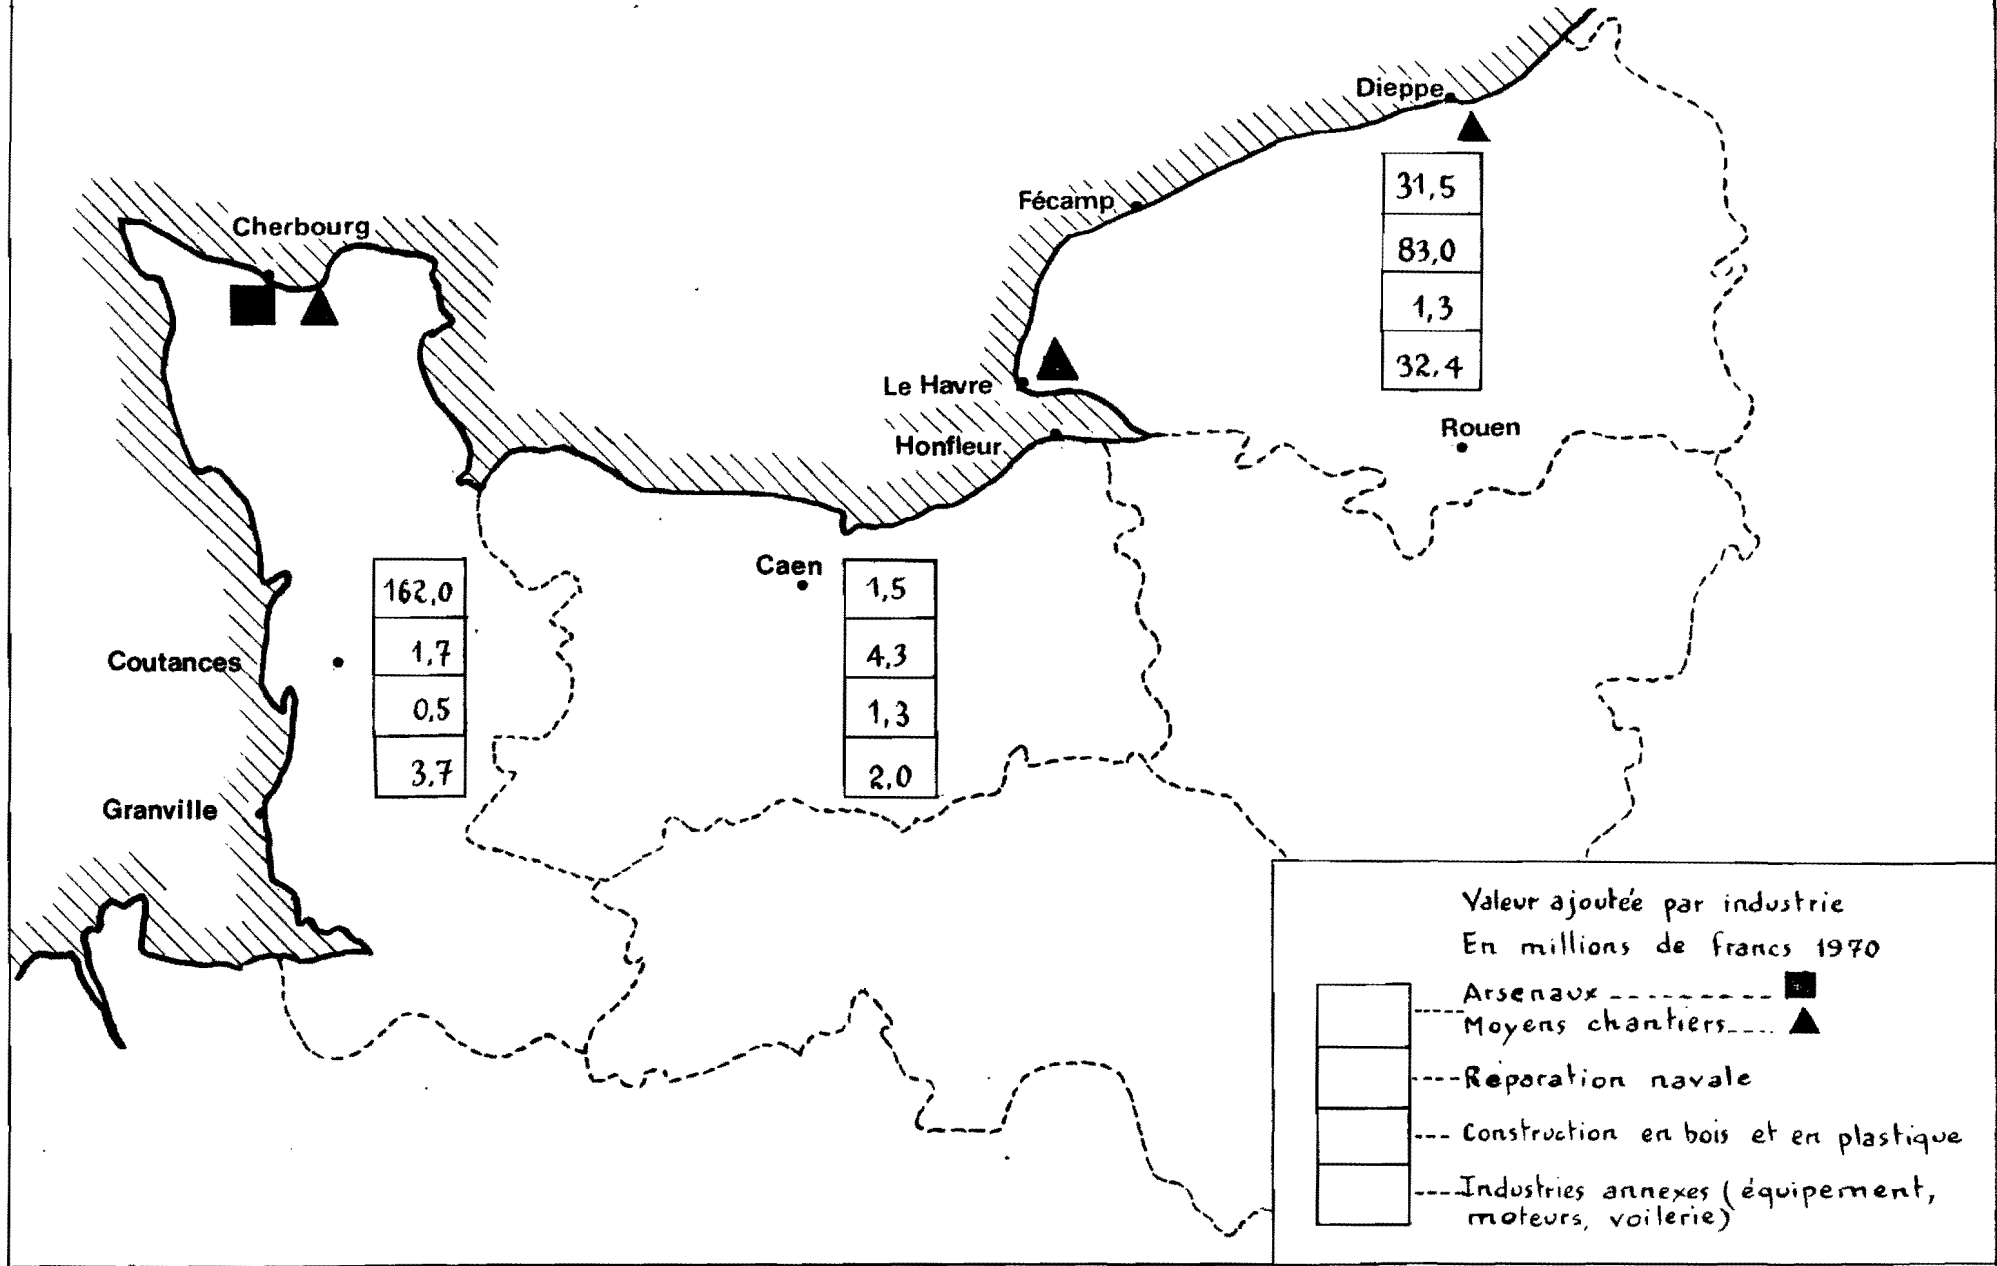 Dieppe
31,5
83,0
1,3
32.4
Fécamp
Cherbourg
Le Havre
Honfleur
Rouen
Caen
162,0
1,7
0,5
3,7
1,5
4,3
1,3
2,0
Coutances
Granville
Valeur ajoutée par industrie
En millions de francs 1970
Arsenaux
Moyens chantiers
Réparation navale
Construction en bois et en plastique
Industries annexes (équipement,
moteurs, voilerie)